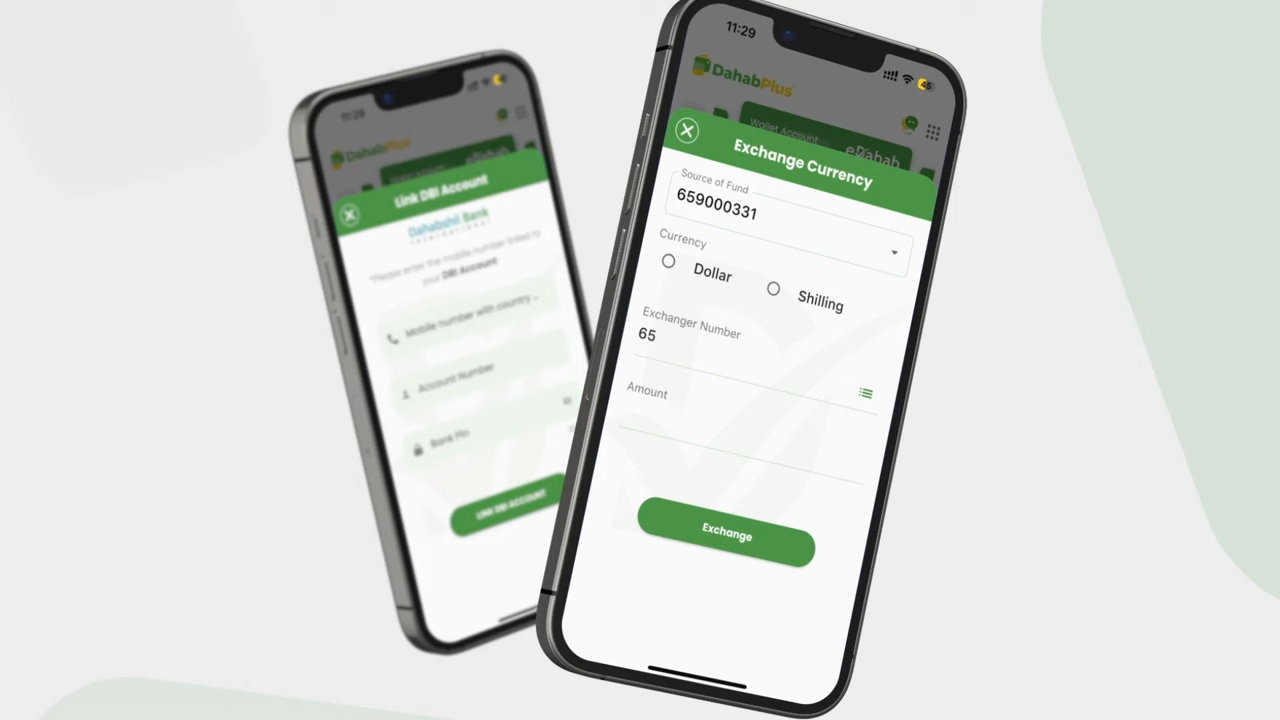 11:29
DahabPlus
Link DBI Account
Dahabshil Bank
International
*Please enter the mobile number linked to
your DBI Account
Mobile number with country ..
Account Number
Bank Pin
LINK DBI ACCOUNT
11:29
45
DahabPlus
Wallet Account
eDahab
Exchange Currency
Source of Fund
659000331
Currency
Dollar
Shilling
Exchanger Number
65
Amount
Exchange